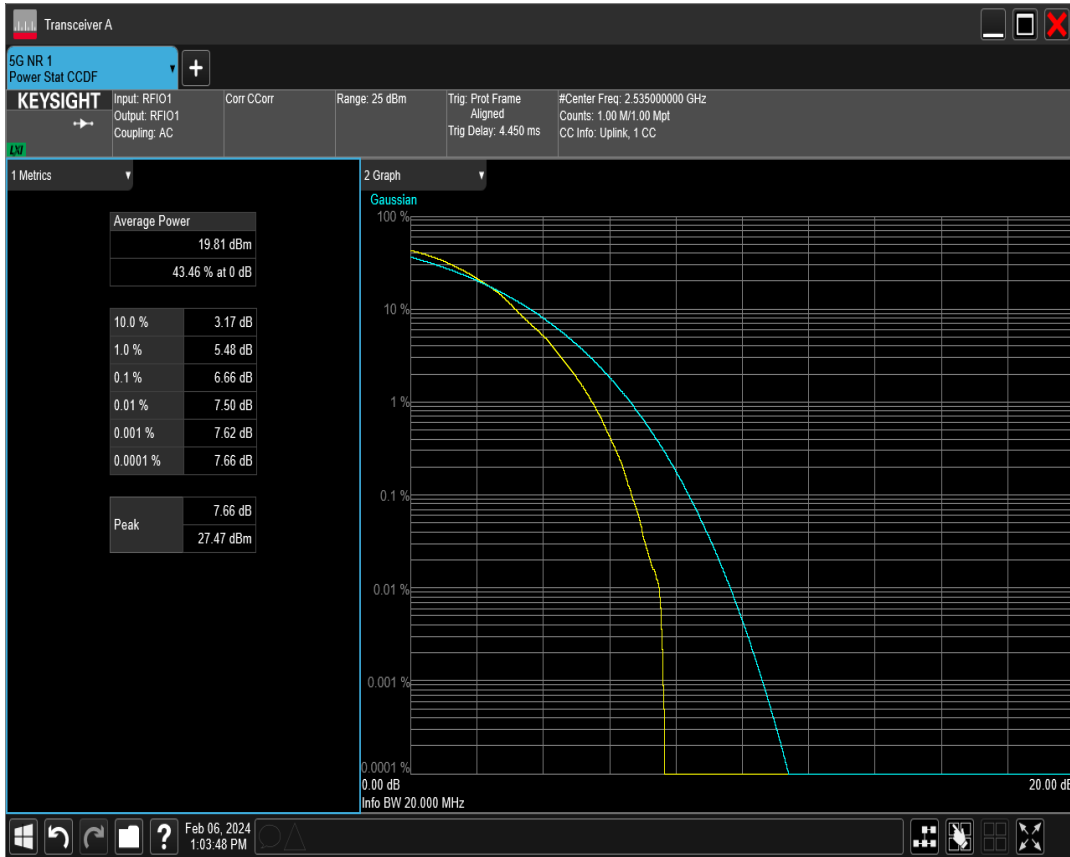 Transceiver A
5G NR 1
Power Stat CCDF
+
KEYSIGHT
LXI
Input: RFIO1
Output: RFIO1
Coupling: AC
Corr CCorr
Range: 25 dBm
Trig: Prot Frame
Aligned
Trig Delay: 4.450 ms
#Center Freq: 2.535000000 GHz
Counts: 1.00 M/1.00 Mpt
CC Info: Uplink, 1 CC
1 Metrics
Average Power
19.81 dBm
43.46 % at 0 dB
10.0 % 3.17 dB
1.0 % 5.48 dB
0.1 % 6.66 dB
0.01 % 7.50 dB
0.001 % 7.62 dB
0.0001 % 7.66 dB
Peak 7.66 dB
27.47 dBm
2 Graph
Gaussian
100 %
10 %
1 %
0.1 %
0.01 %
0.001 %
0.0001 %
0.00 dB 20.00 dB
Info BW 20.000 MHz
?
Feb 06, 2024
1:03:48 PM